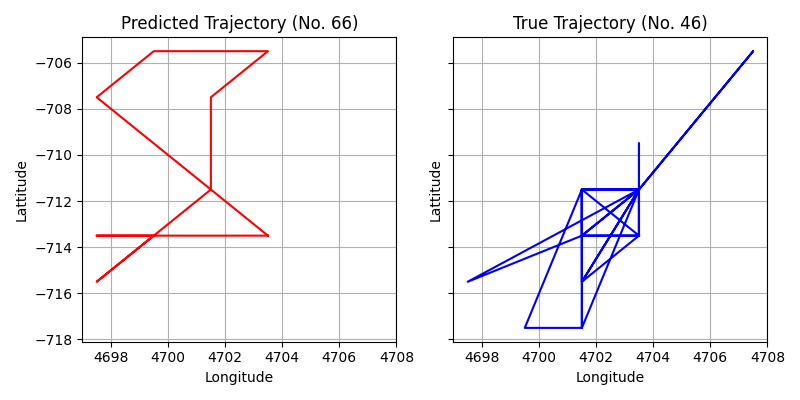 Predicted Trajectory (No. 66)
True Trajectory (No. 46)
−706
−708
−710
−712
−714
−716
−718
Lattitude
Lattitude
4698 4700 4702 4704 4706 4708
4698 4700 4702 4704 4706 4708
Longitude
Longitude